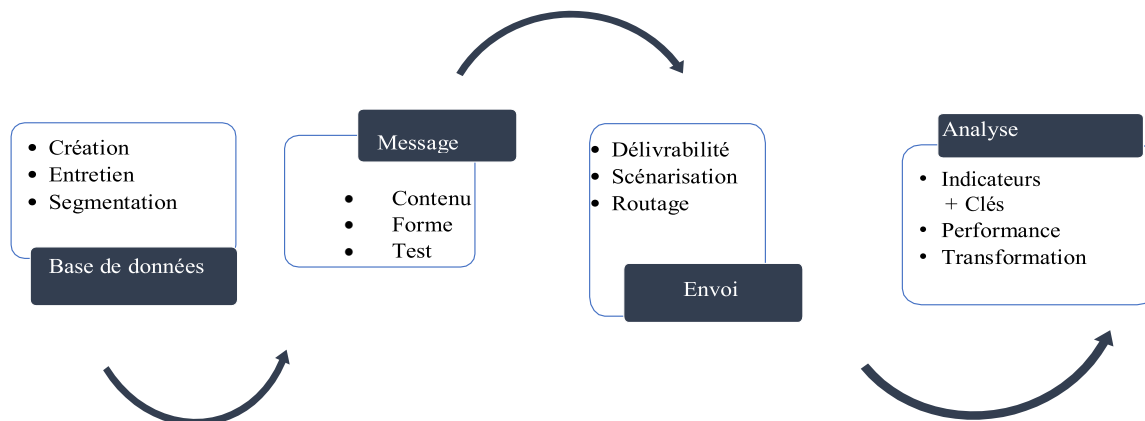 Création
Entretien
Segmentation
Base de données
Message
Contenu
Forme
Test
Délivrabilité
Scénarisation
Routage
Envoi
Analyse
Indicateurs
+ Clés
Performance
Transformation